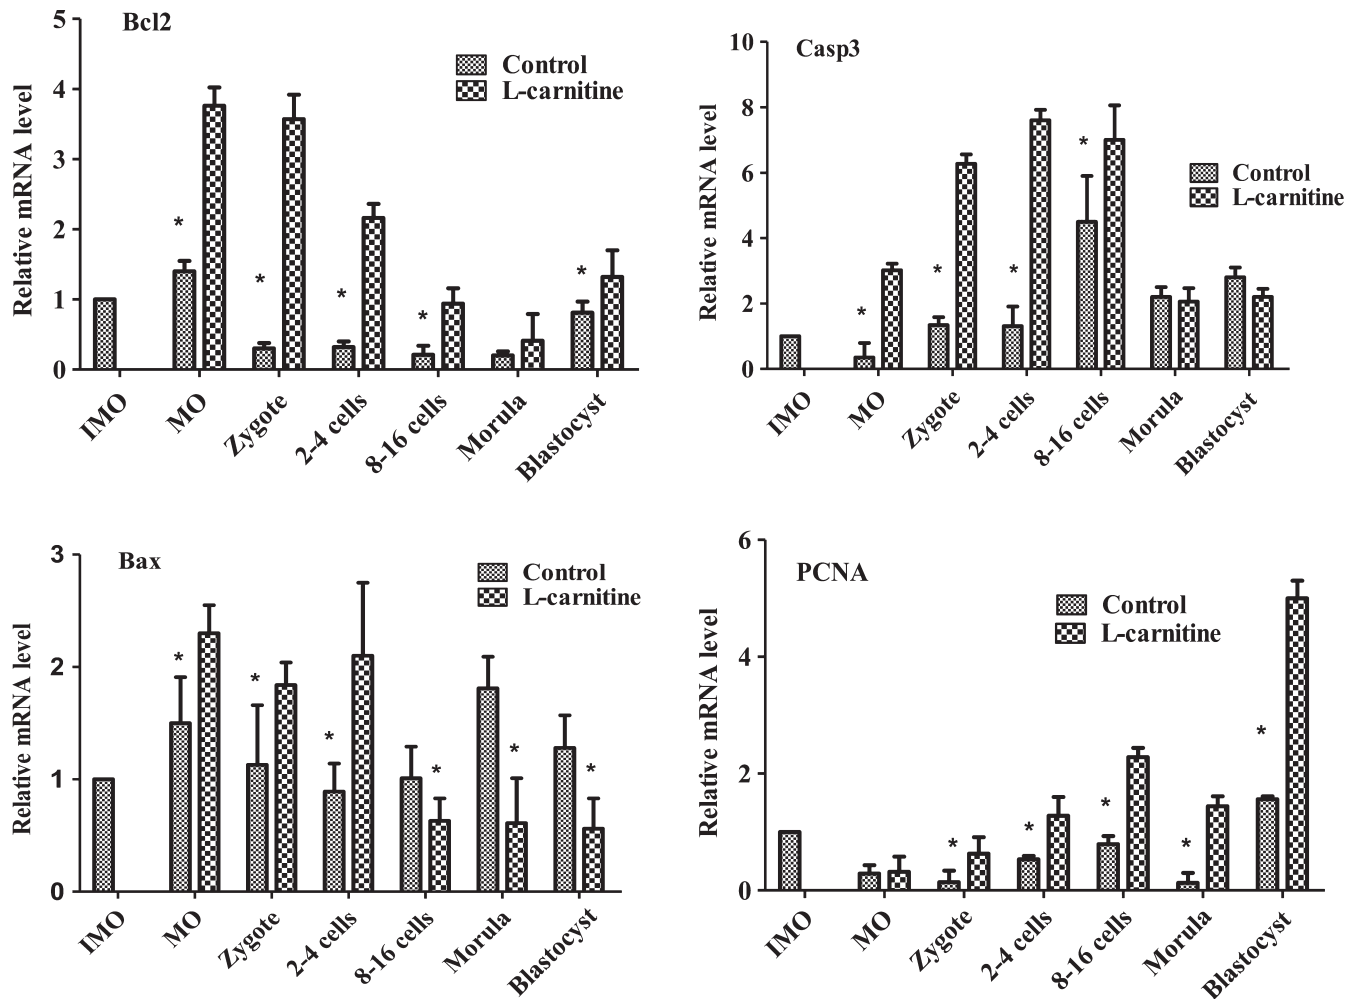 Bcl2
Relative mRNA level
5
4
3
2
1
0
Control
L-carnitine
*
*
*
*
*
IMO
MO
Zygote
2-4 cells
8-16 cells
Morula
Blastocyst
Casp3
Relative mRNA level
10
8
6
4
2
0
Control
L-carnitine
*
*
*
*
IMO
MO
Zygote
2-4 cells
8-16 cells
Morula
Blastocyst
Bax
Relative mRNA level
3
2
1
0
Control
L-carnitine
*
*
*
*
*
*
IMO
MO
Zygote
2-4 cells
8-16 cells
Morula
Blastocyst
PCNA
Relative mRNA level
6
4
2
0
Control
L-carnitine
*
*
*
*
*
IMO
MO
Zygote
2-4 cells
8-16 cells
Morula
Blastocyst